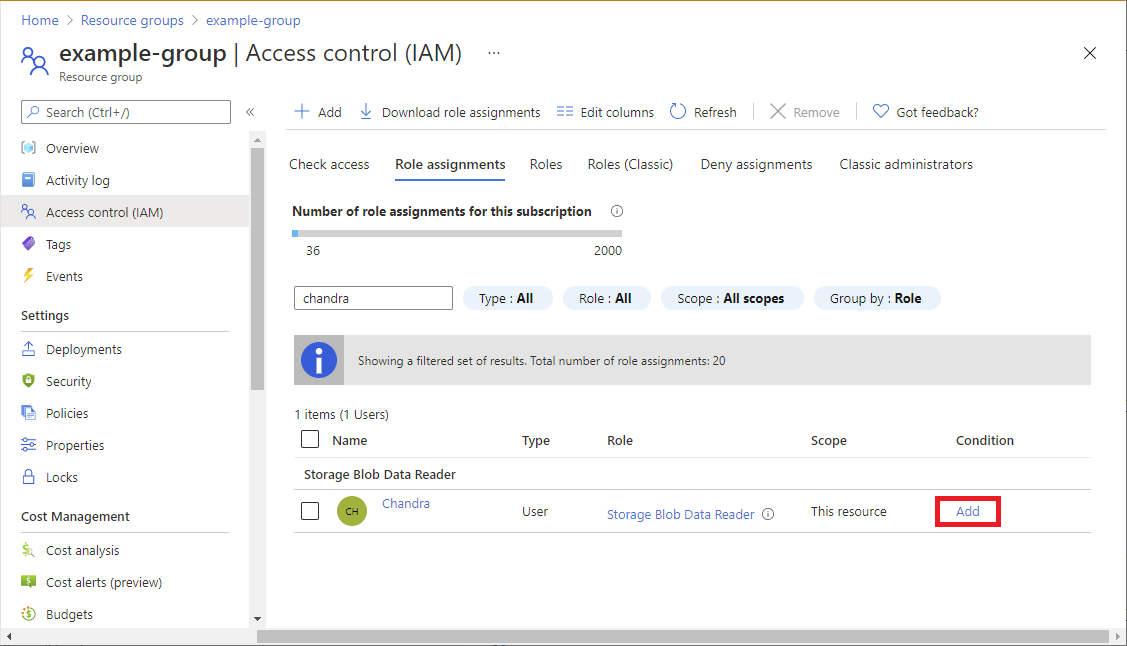 Home > Resource groups > example-group
example-group | Access control (IAM) ...
Resource group
Search (Ctrl+/)
«
Overview
Activity log
Access control (IAM)
Tags
Events
Settings
Deployments
Security
Policies
Properties
Locks
Cost Management
Cost analysis
Cost alerts (preview)
Budgets
Add Download role assignments Edit columns Refresh Remove Got feedback?
Check access Role assignments Roles Roles (Classic) Deny assignments Classic administrators
Number of role assignments for this subscription
36 2000
chandra Type : All Role : All Scope : All scopes Group by : Role
Showing a filtered set of results. Total number of role assignments: 20
1 items (1 Users)
Name Type Role Scope Condition
Storage Blob Data Reader
CH Chandra User Storage Blob Data Reader This resource Add